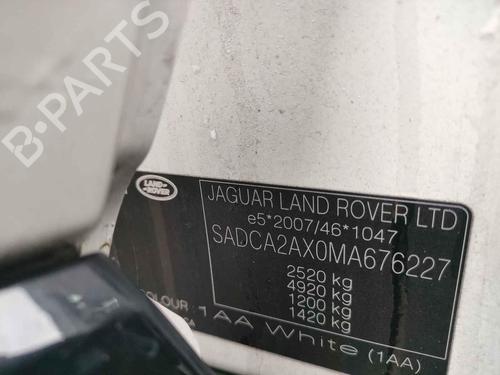 B-PARTS
LAND-
ROVER
JAGUAR LAND ROVER LTD
e5*2007/46*1047
SADCA2AX0MA676227
2520 kg
4920 kg
1200 kg
1420 kg
COLOUR: 1AA White (1AA)